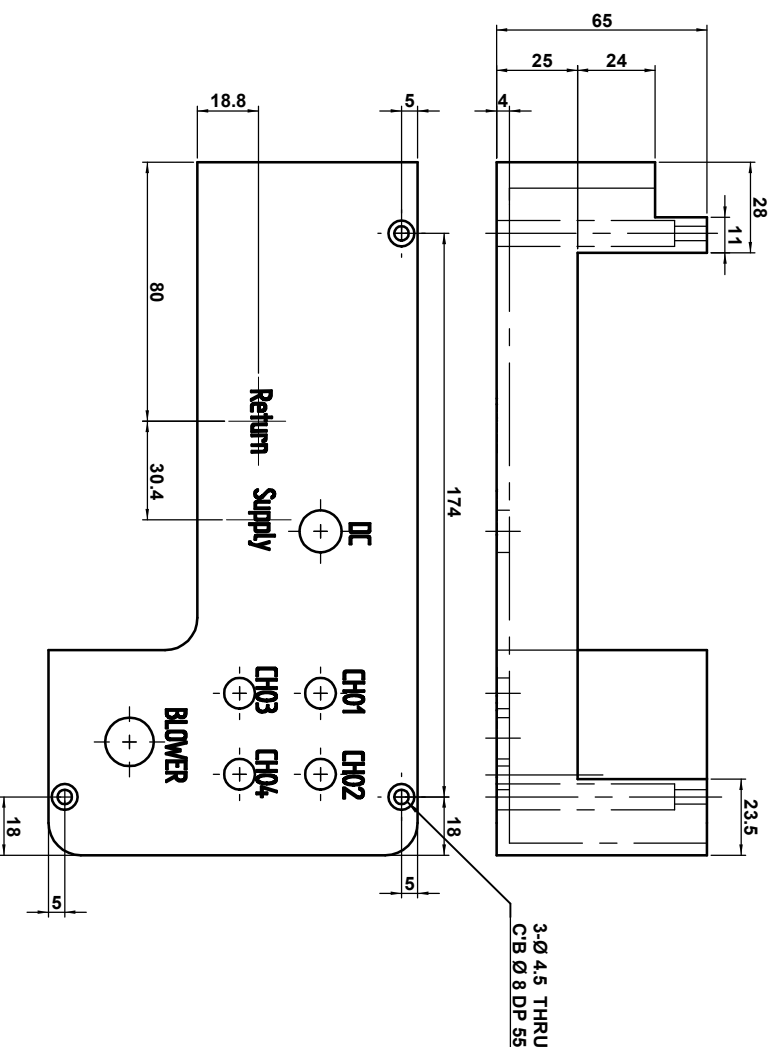 65
25
24
4
28
11
23.5
18.8
5
80
30.4
174
18
5
18
5
Return
Supply
DC
CH01
CH02
CH03
CH04
BLOWER
3-Ø 4.5 THRU
C'B Ø 8 DP 55